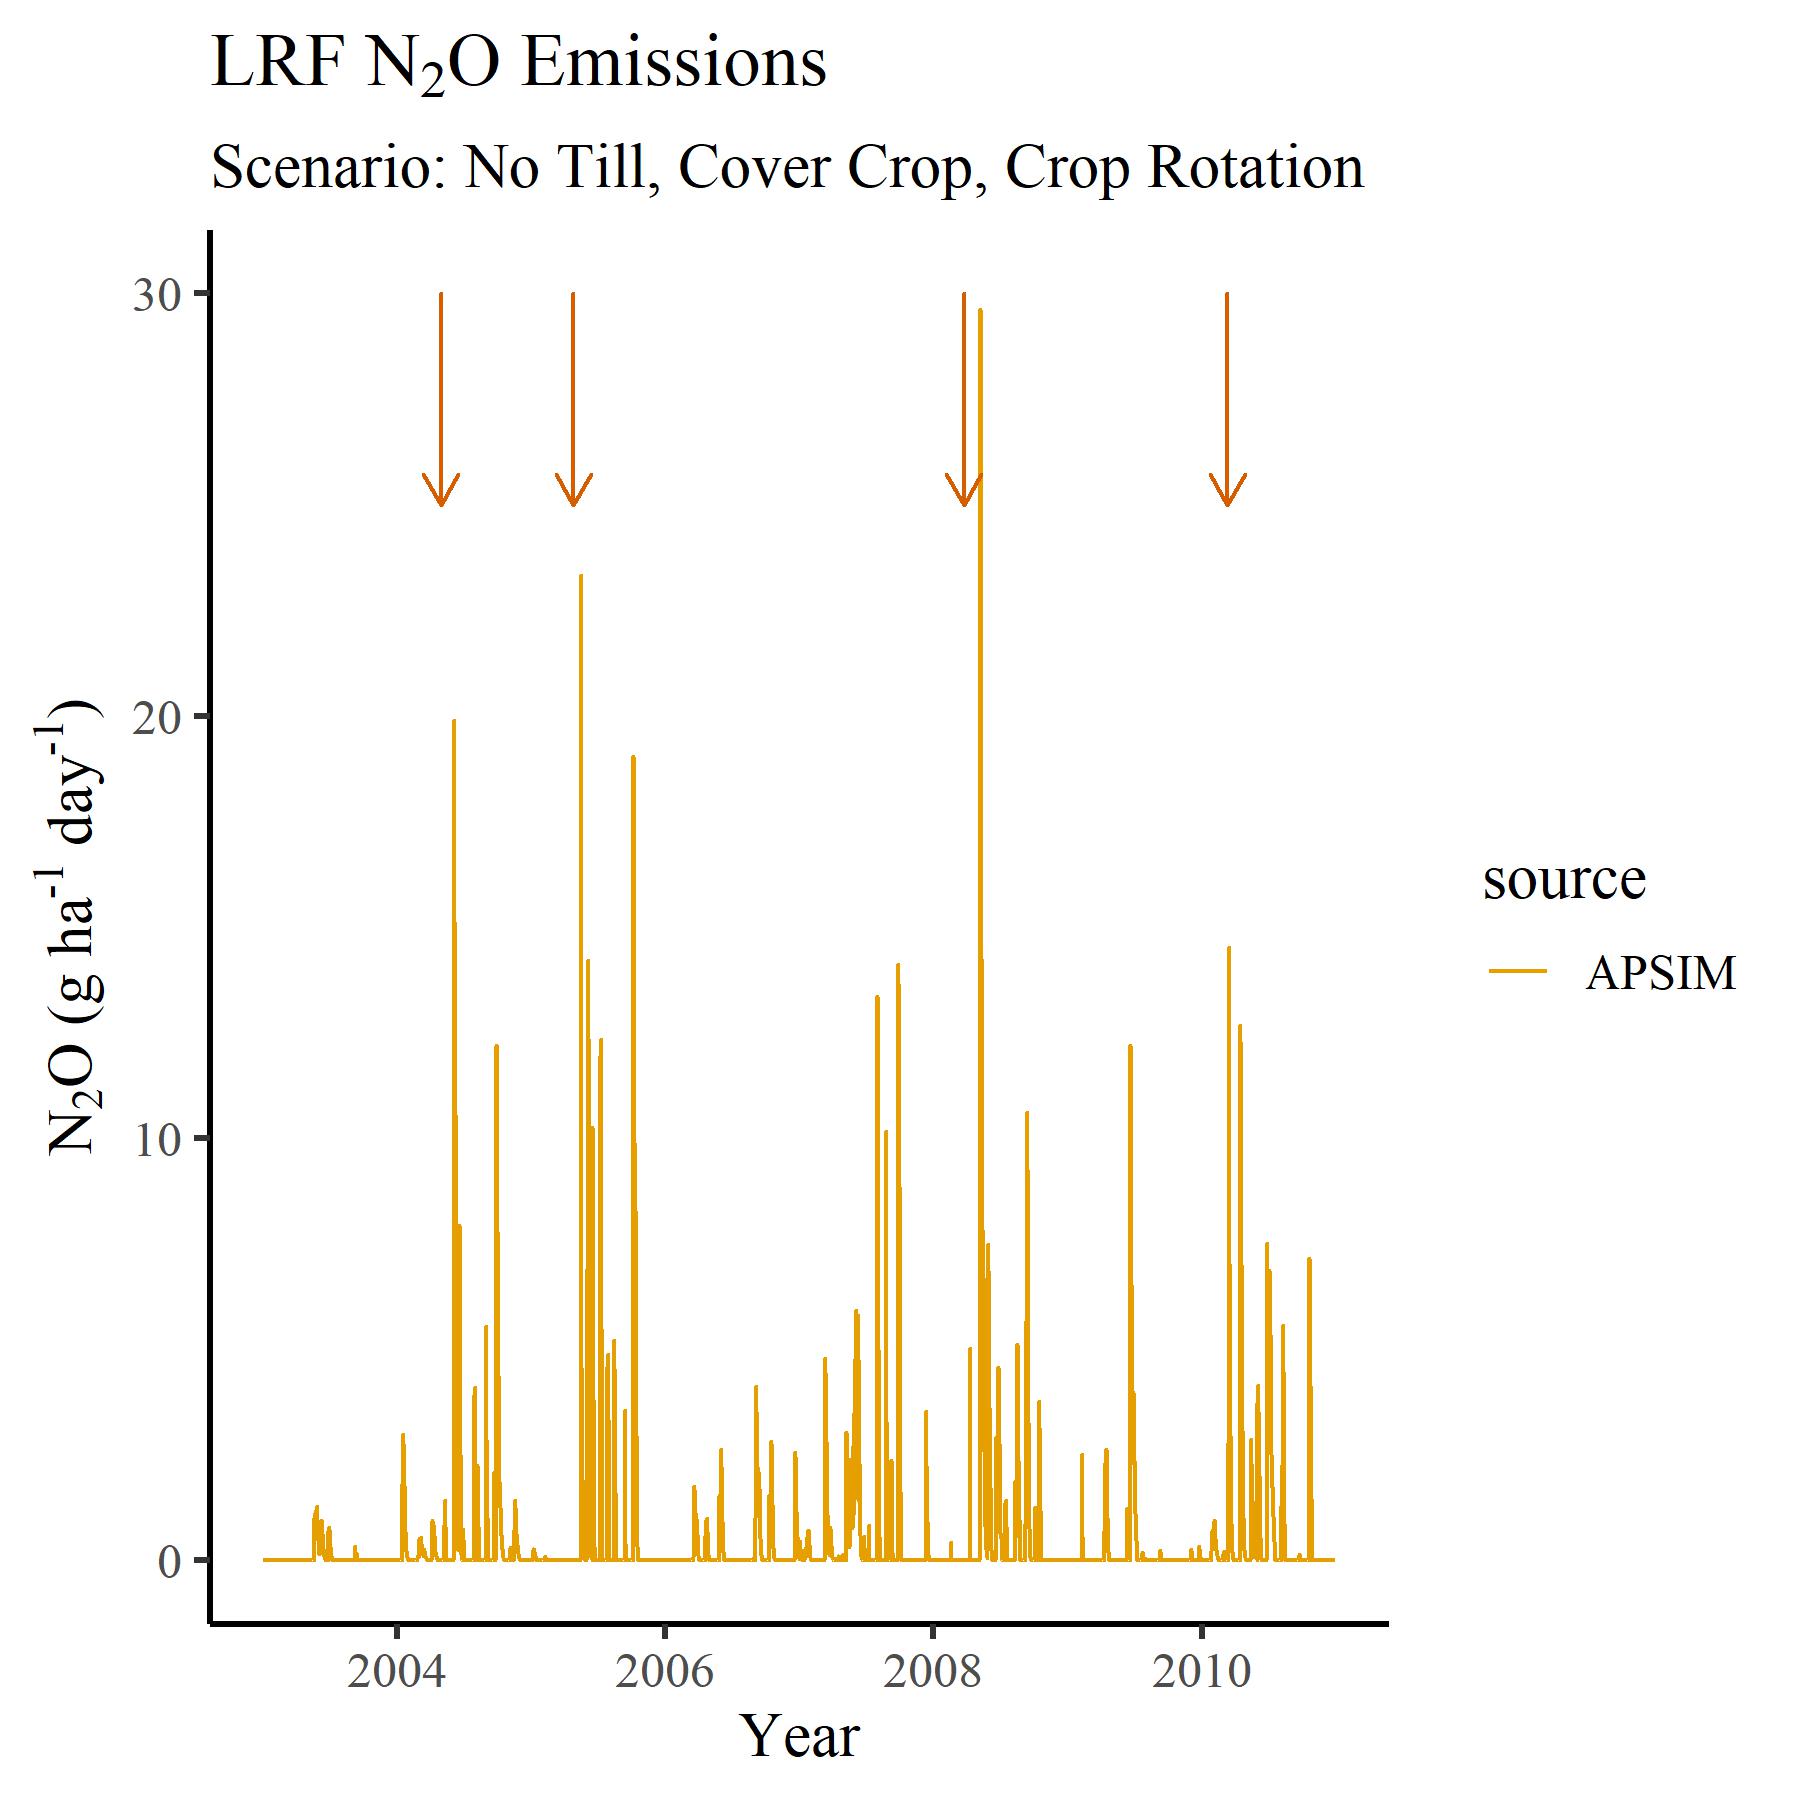 LRF N₂O Emissions
Scenario: No Till, Cover Crop, Crop Rotation
N₂O (g ha⁻¹ day⁻¹)
30
20
10
0
2004 2006 2008 2010
Year
source
APSIM